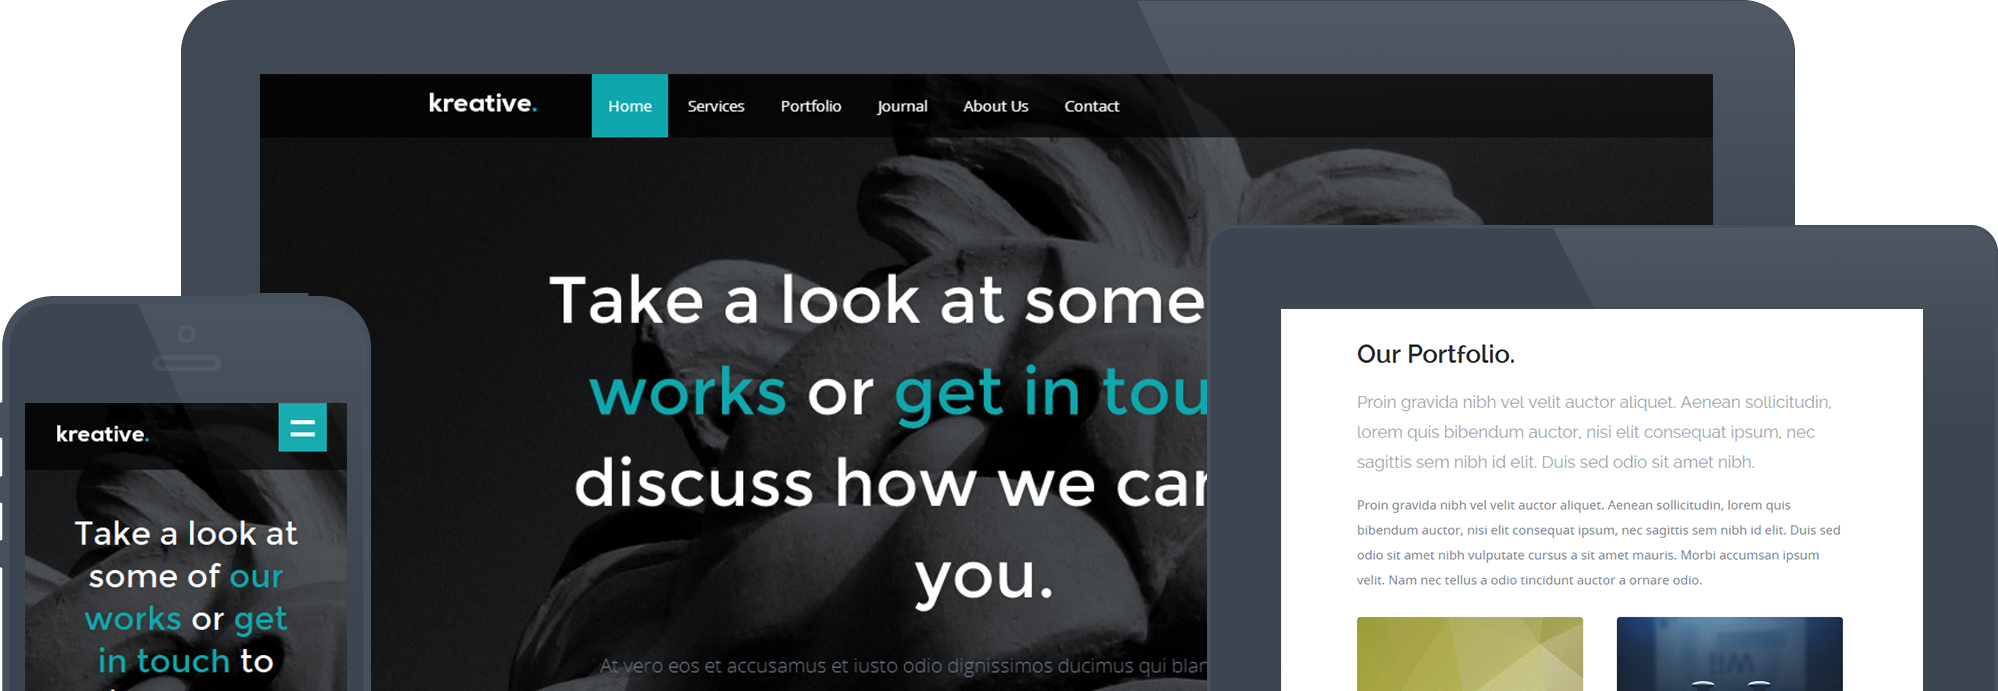 kreative.
Home Services Portfolio Journal About Us Contact
Take a look at some
works or get in tou
discuss how we car
you.
At vero eos et accusamus et iusto odio dignissimos ducimus qui blan
kreative.
Take a look at
some of our
works or get
in touch to
Our Portfolio.
Proin gravida nibh vel velit auctor aliquet. Aenean sollicitudin,
lorem quis bibendum auctor, nisi elit consequat ipsum, nec
sagittis sem nibh id elit. Duis sed odio sit amet nibh.
Proin gravida nibh vel velit auctor aliquet. Aenean sollicitudin, lorem quis
bibendum auctor, nisi elit consequat ipsum, nec sagittis sem nibh id elit. Duis sed
odio sit amet nibh vulputate cursus a sit amet mauris. Morbi accumsan ipsum
velit. Nam nec tellus a odio tincidunt auctor a ornare odio.